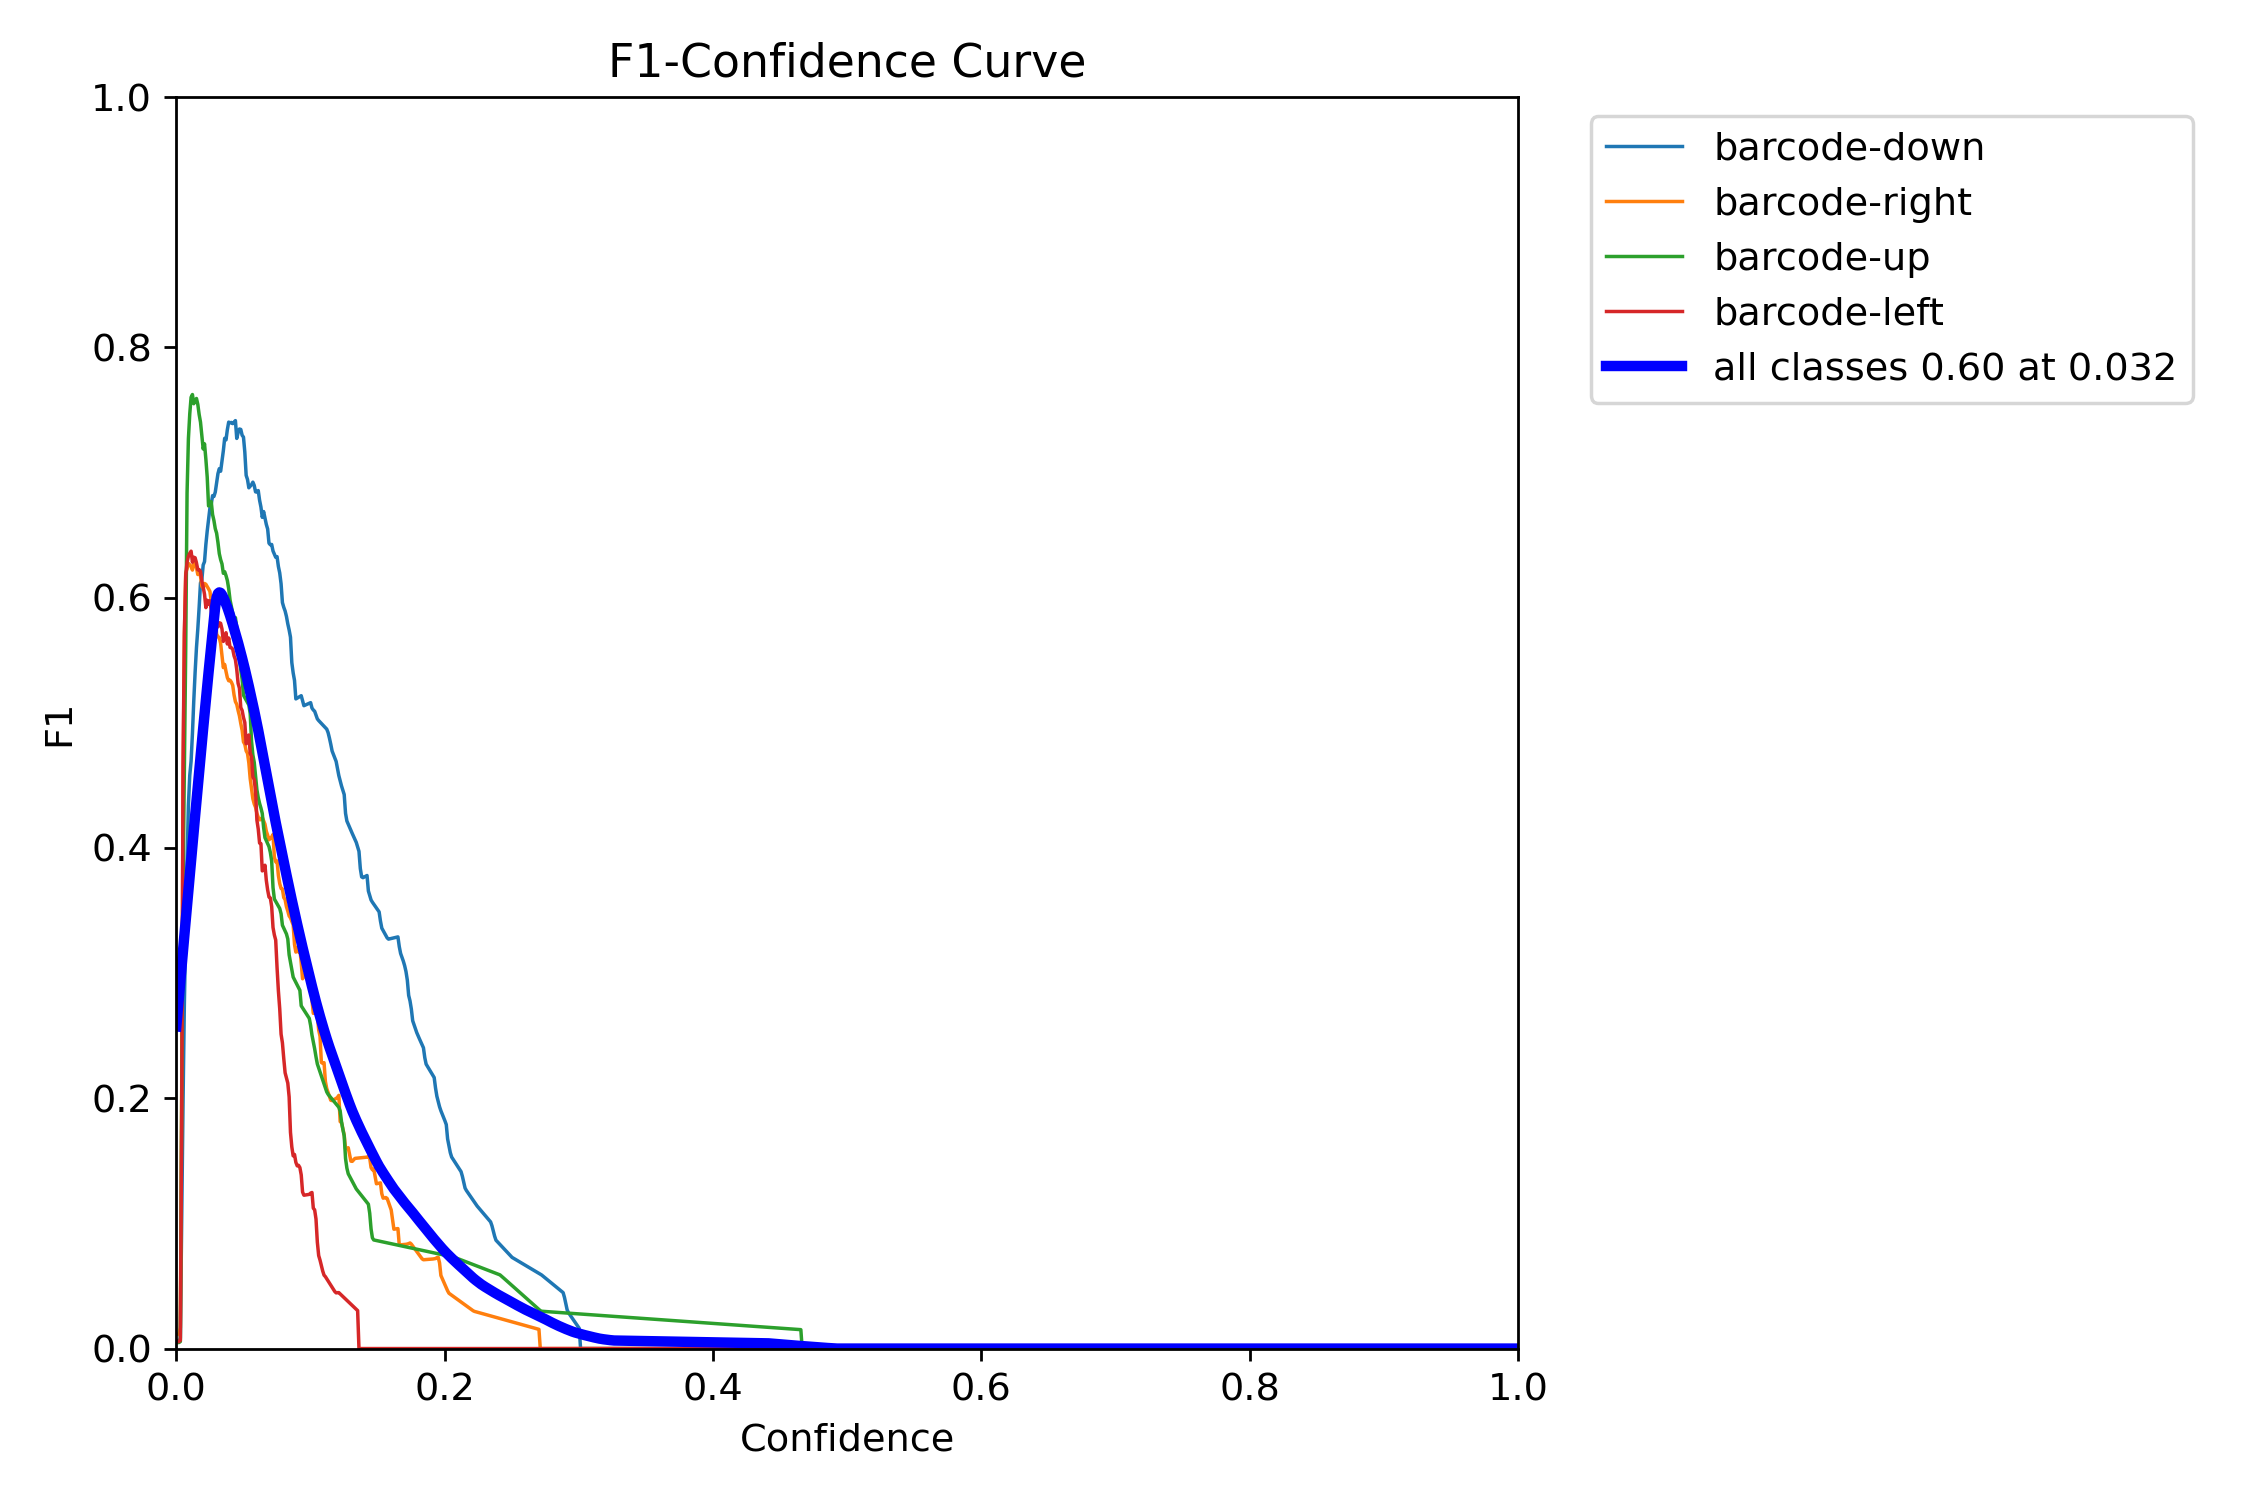 F1-Confidence Curve
1.0
0.8
0.6
0.4
0.2
0.0
F1
0.0 0.2 0.4 0.6 0.8 1.0
Confidence
barcode-down
barcode-right
barcode-up
barcode-left
all classes 0.60 at 0.032